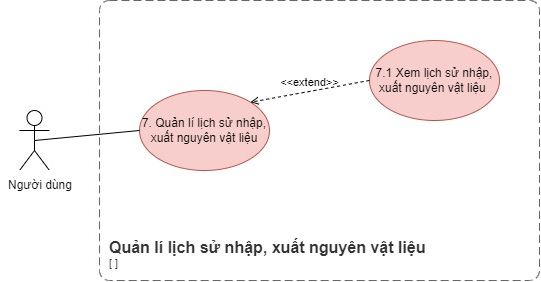 7.1 Xem lịch sử nhập,
xuất nguyên vật liệu
<<extend>>
7. Quản lí lịch sử nhập,
xuất nguyên vật liệu
Người dùng
Quản lí lịch sử nhập, xuất nguyên vật liệu
[ ]